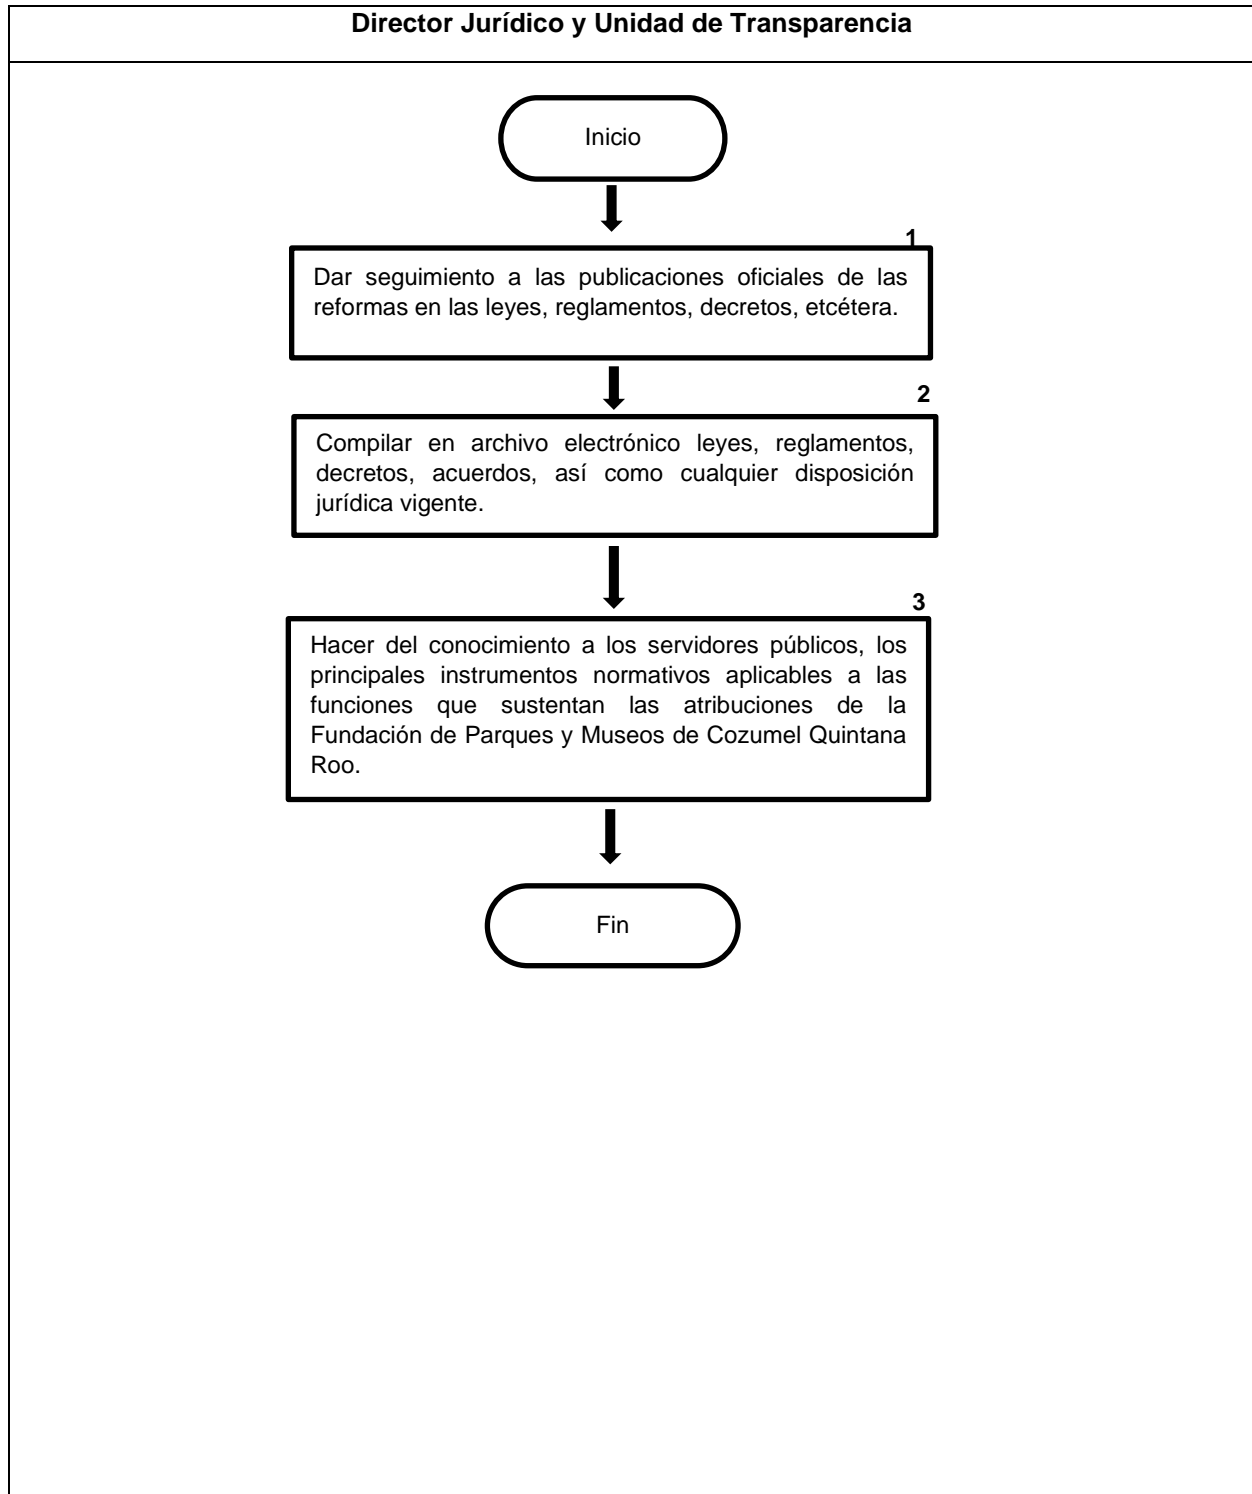 Director Jurídico y Unidad de Transparencia
Inicio
1
Dar seguimiento a las publicaciones oficiales de las
reformas en las leyes, reglamentos, decretos, etcétera.
2
Compilar en archivo electrónico leyes, reglamentos,
decretos, acuerdos, así como cualquier disposición
jurídica vigente.
3
Hacer del conocimiento a los servidores públicos, los
principales instrumentos normativos aplicables a las
funciones que sustentan las atribuciones de la
Fundación de Parques y Museos de Cozumel Quintana
Roo.
Fin